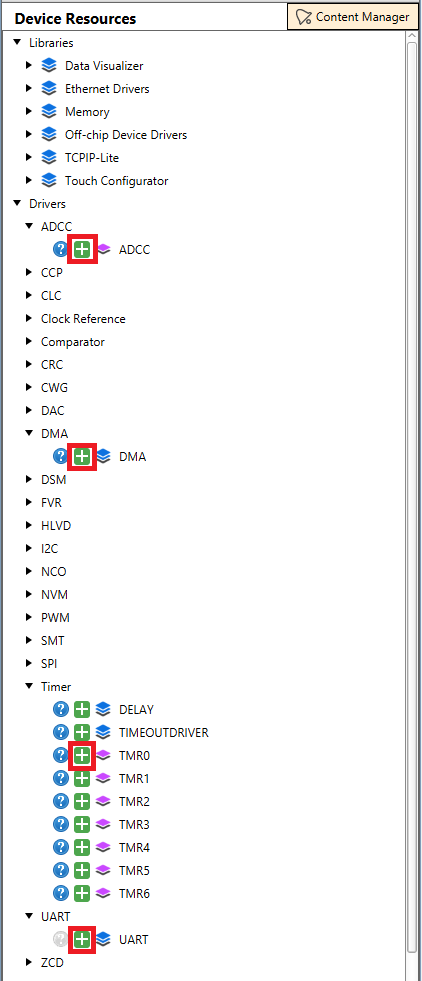 Device Resources
Content Manager
Libraries
Data Visualizer
Ethernet Drivers
Memory
Off-chip Device Drivers
TCPIP-Lite
Touch Configurator
Drivers
ADCC
ADCC
CCP
CLC
Clock Reference
Comparator
CRC
CWG
DAC
DMA
DMA
DSM
FVR
HLVD
I2C
NCO
NVM
PWM
SMT
SPI
Timer
DELAY
TIMEOUTDRIVER
TMR0
TMR1
TMR2
TMR3
TMR4
TMR5
TMR6
UART
UART
ZCD